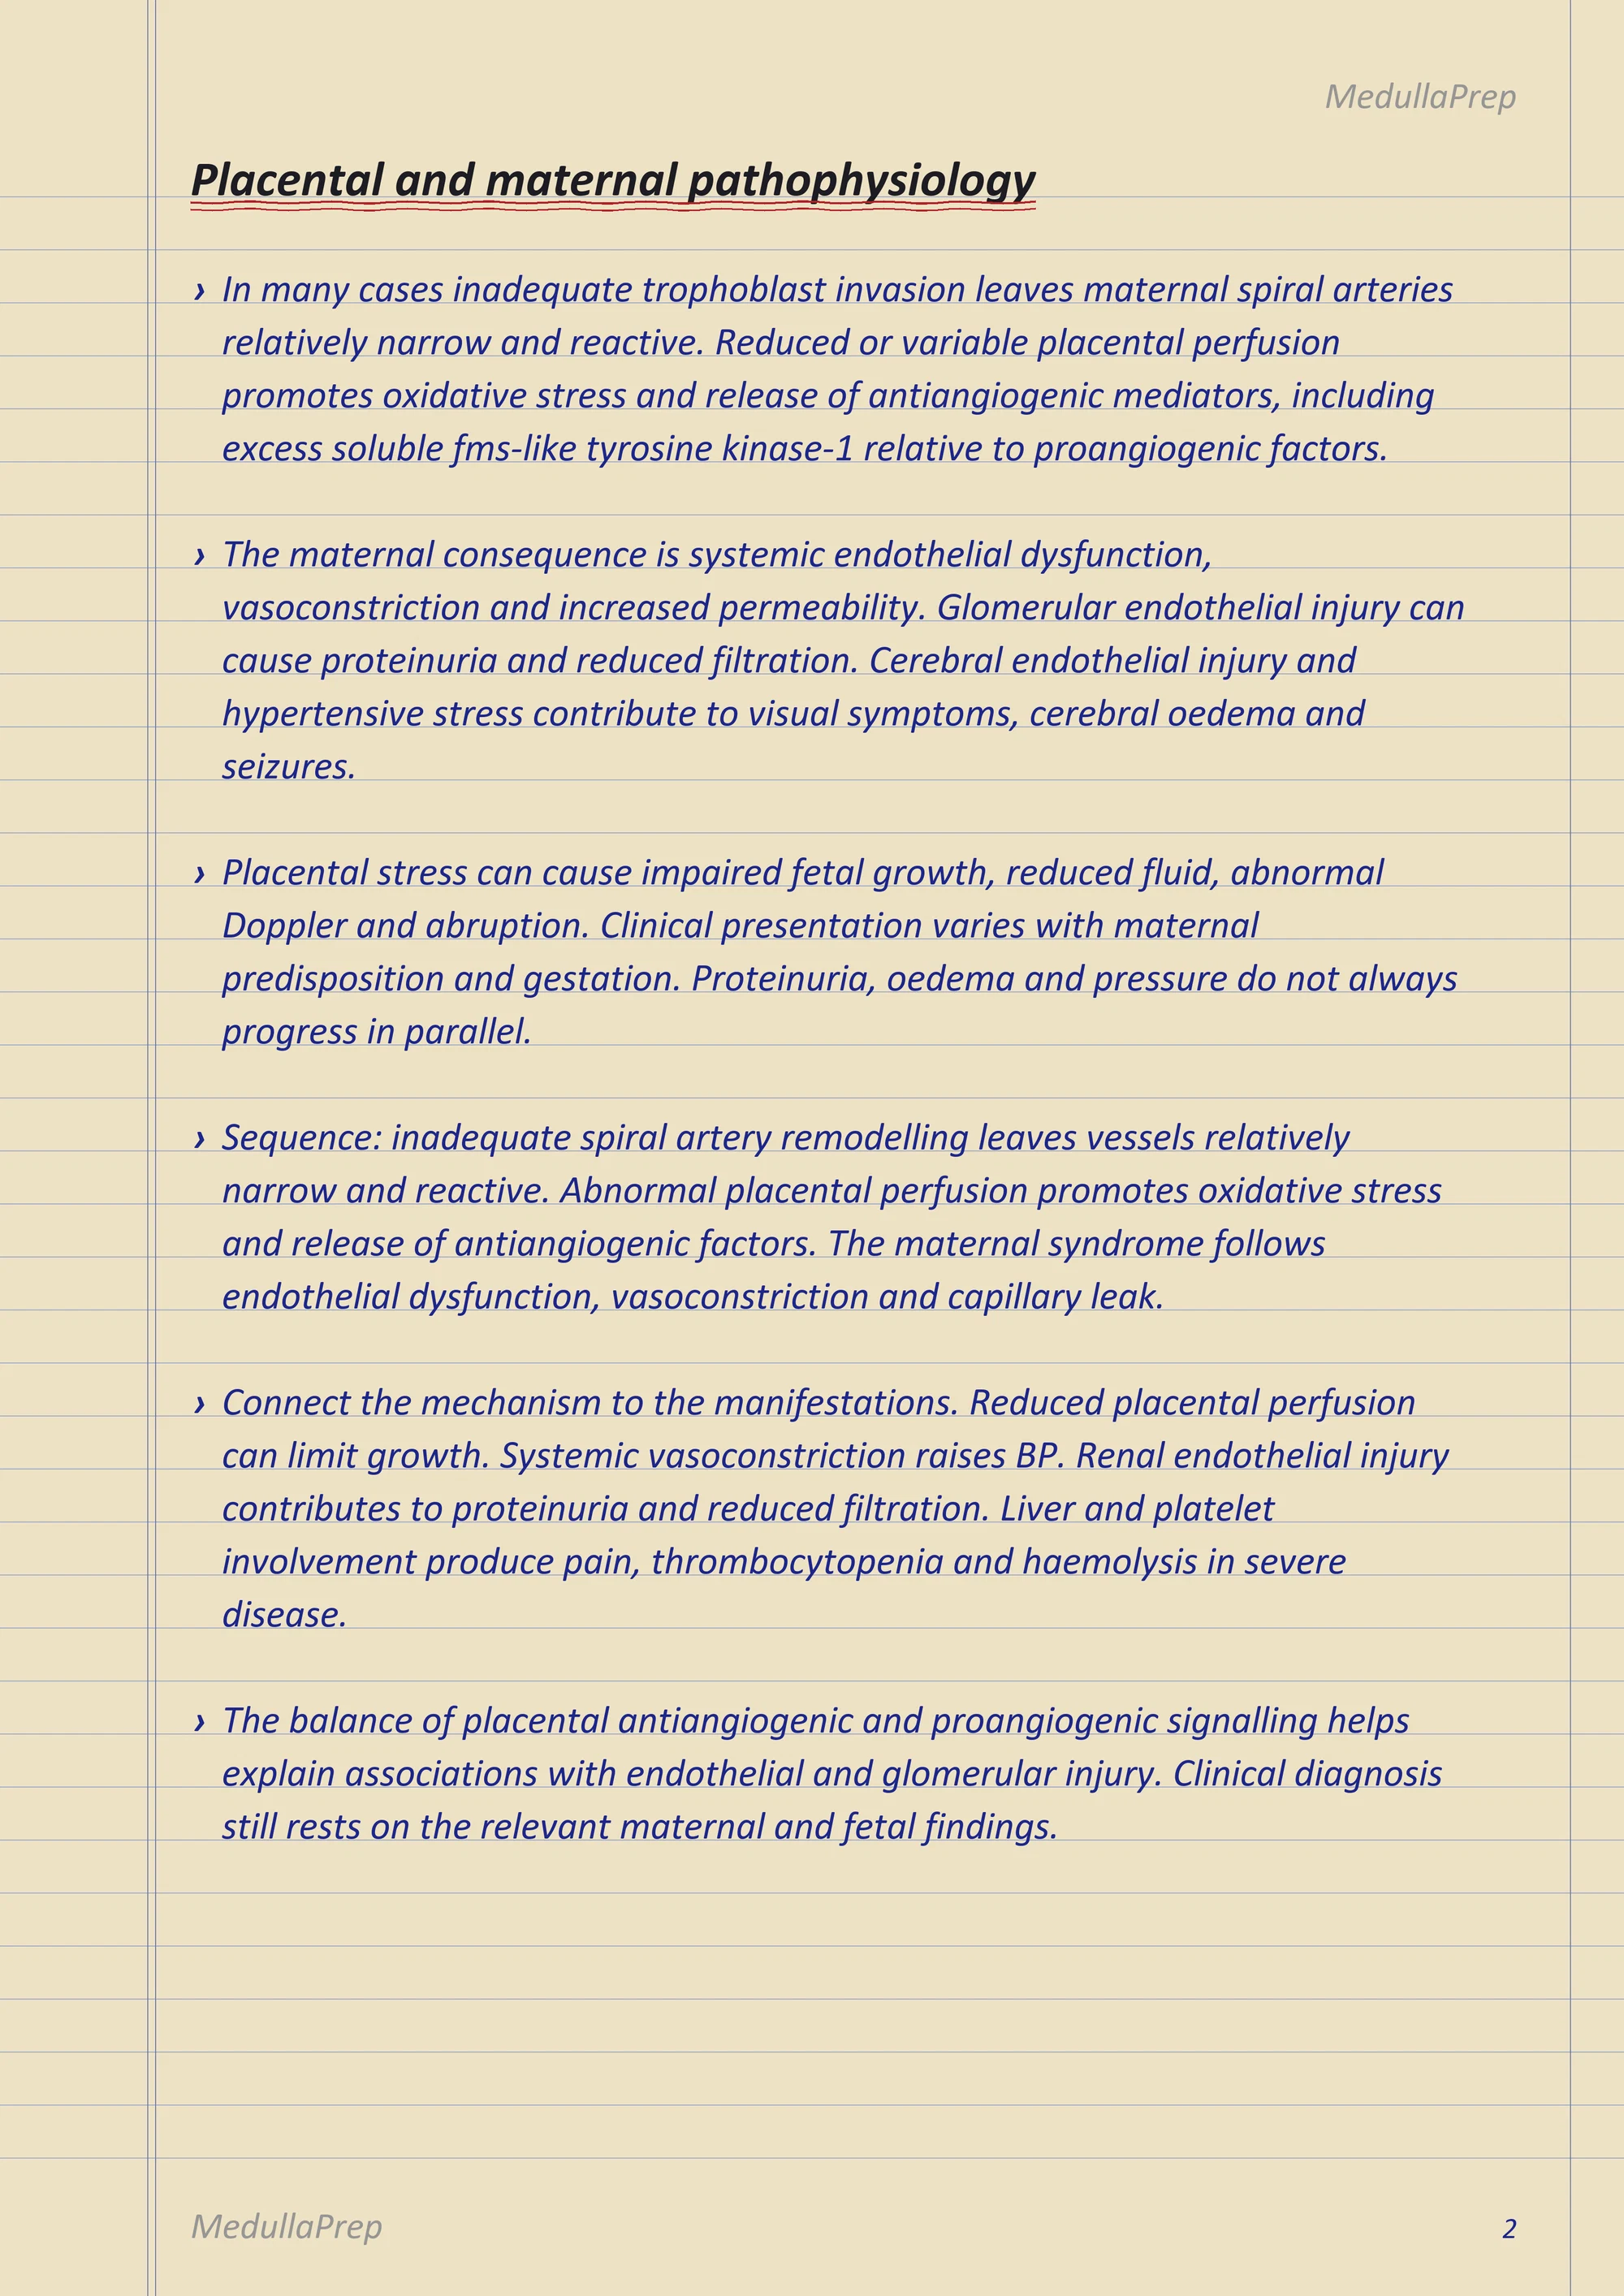 MedullaPrep
Placental and maternal pathophysiology
› In many cases inadequate trophoblast invasion leaves maternal spiral arteries
relatively narrow and reactive. Reduced or variable placental perfusion
promotes oxidative stress and release of antiangiogenic mediators, including
excess soluble fms-like tyrosine kinase-1 relative to proangiogenic factors.
› The maternal consequence is systemic endothelial dysfunction,
vasoconstriction and increased permeability. Glomerular endothelial injury can
cause proteinuria and reduced filtration. Cerebral endothelial injury and
hypertensive stress contribute to visual symptoms, cerebral oedema and
seizures.
› Placental stress can cause impaired fetal growth, reduced fluid, abnormal
Doppler and abruption. Clinical presentation varies with maternal
predisposition and gestation. Proteinuria, oedema and pressure do not always
progress in parallel.
› Sequence: inadequate spiral artery remodelling leaves vessels relatively
narrow and reactive. Abnormal placental perfusion promotes oxidative stress
and release of antiangiogenic factors. The maternal syndrome follows
endothelial dysfunction, vasoconstriction and capillary leak.
› Connect the mechanism to the manifestations. Reduced placental perfusion
can limit growth. Systemic vasoconstriction raises BP. Renal endothelial injury
contributes to proteinuria and reduced filtration. Liver and platelet
involvement produce pain, thrombocytopenia and haemolysis in severe
disease.
› The balance of placental antiangiogenic and proangiogenic signalling helps
explain associations with endothelial and glomerular injury. Clinical diagnosis
still rests on the relevant maternal and fetal findings.
MedullaPrep
2